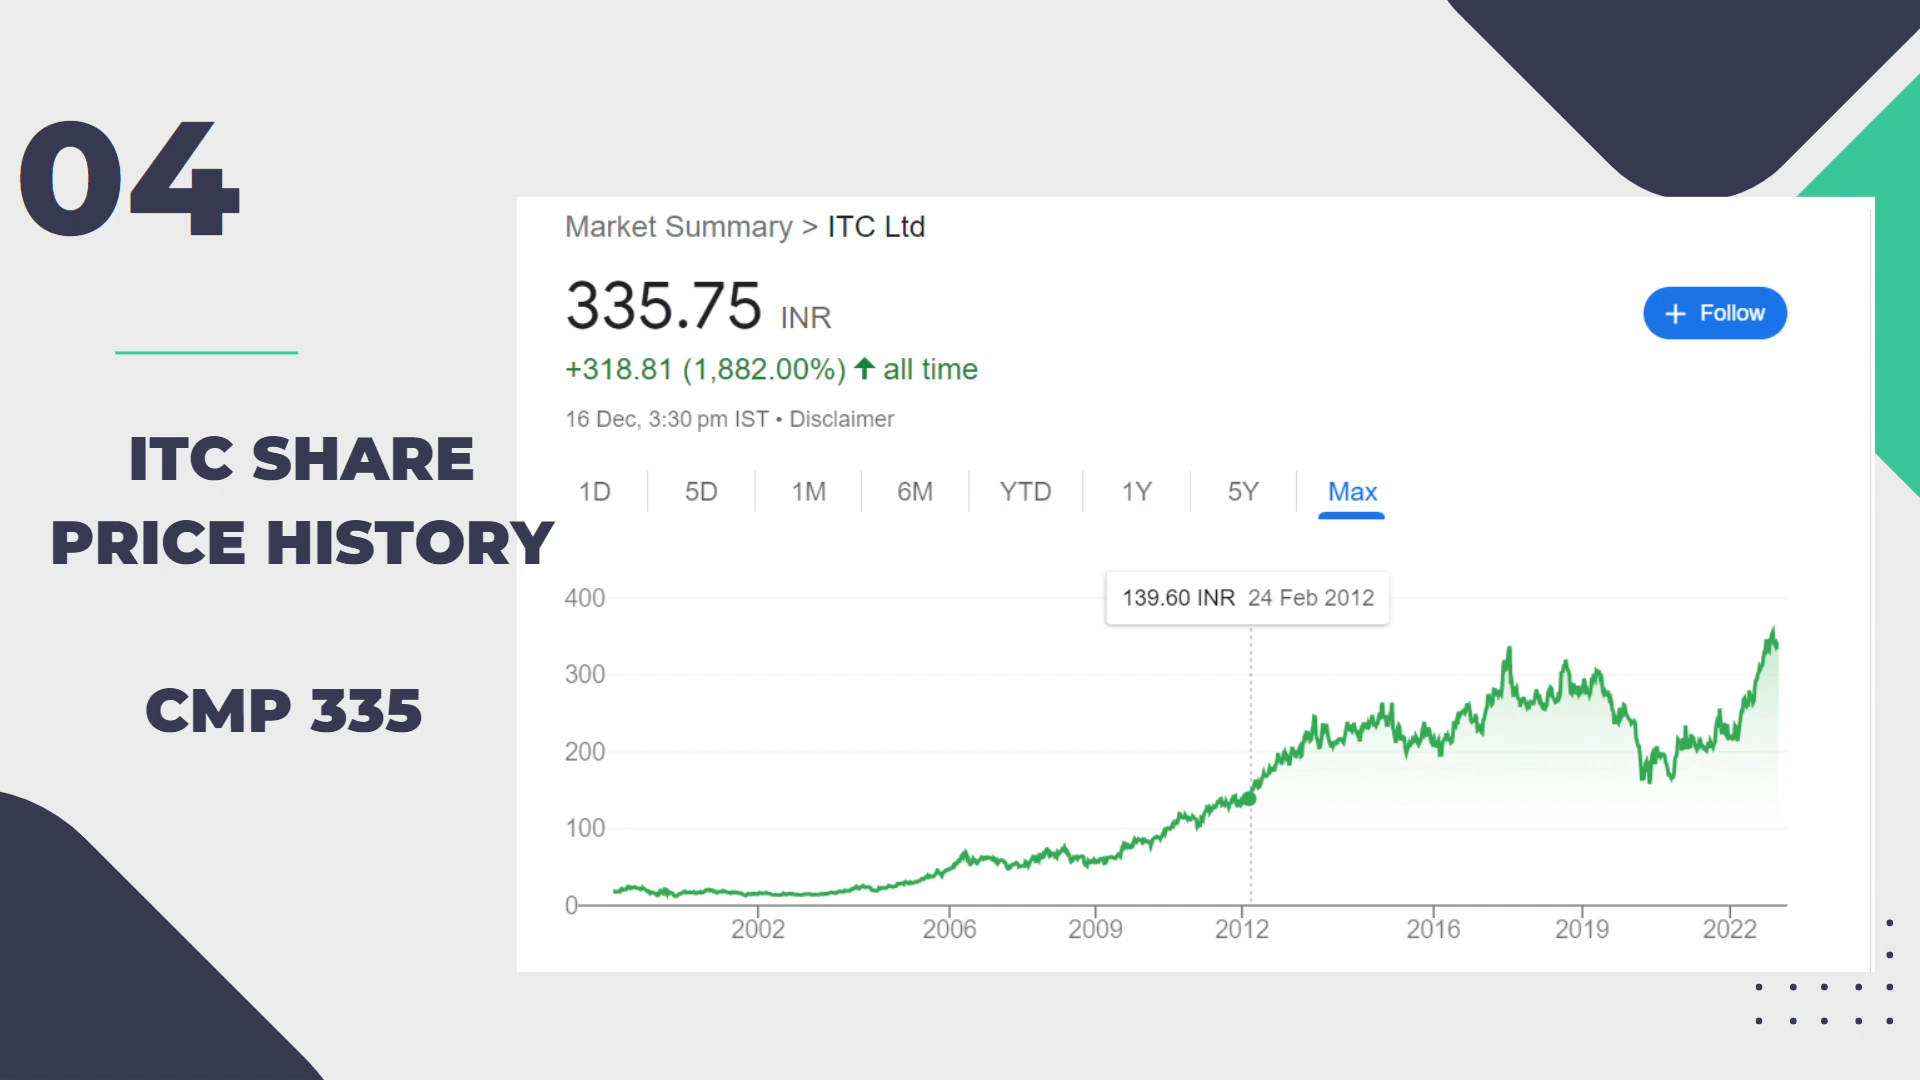 04
ITC SHARE
PRICE HISTORY
CMP 335
Market Summary > ITC Ltd
335.75 INR
+ Follow
+318.81 (1,882.00%) ↑ all time
16 Dec, 3:30 pm IST • Disclaimer
1D 5D 1M 6M YTD 1Y 5Y Max
139.60 INR 24 Feb 2012
400
300
200
100
0
2002 2006 2009 2012 2016 2019 2022